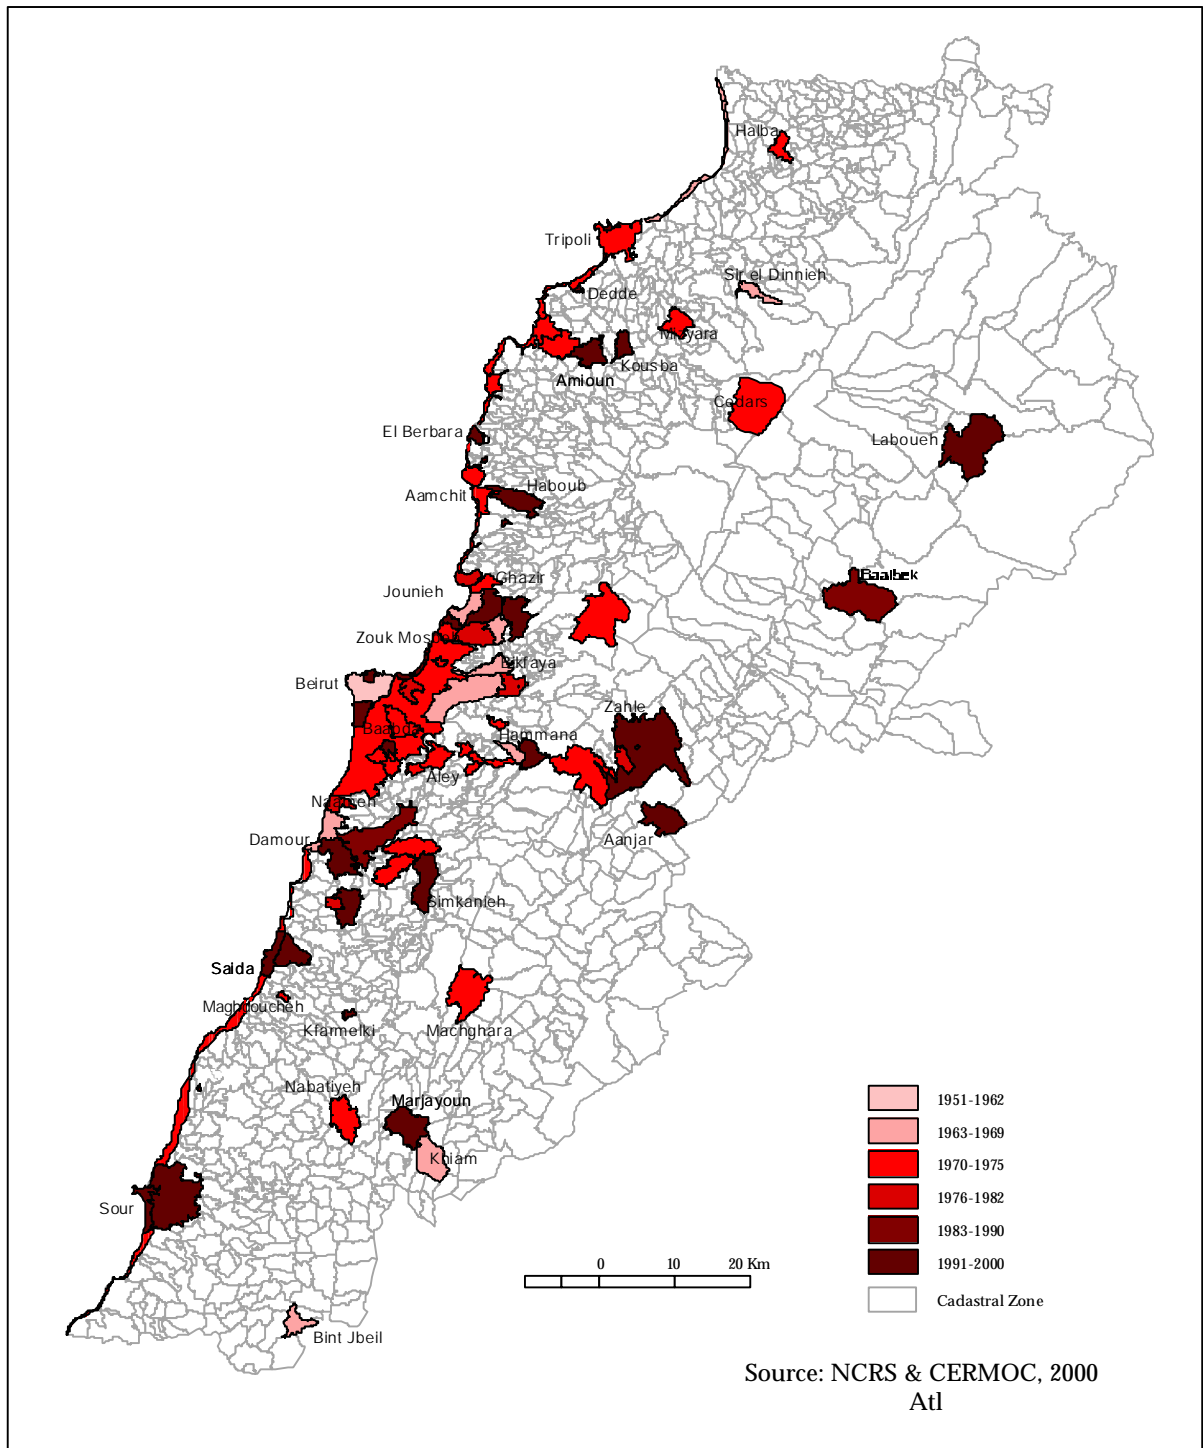 Halba
Tripoli
Sir el Dinnieh
Dedde
Miziara
Kousba
Amioun
Cedars
El Berbara
Laboueh
Haboub
Aamchit
Baalbek
Ghazir
Jounieh
Zouk Mosbeh
Bikfaya
Beirut
Zahle
Baabda
Hammana
Aley
Naameh
Damour
Aanjar
Simkanieh
Saida
Maghdoucheh
Kfarmelki
Machghara
Nabatiyeh
Marjayoun
Khiam
Sour
Bint Jbeil
1951-1962
1963-1969
1970-1975
1976-1982
1983-1990
1991-2000
Cadastral Zone
0 10 20 Km
Source: NCRS & CERMOC, 2000
Atl